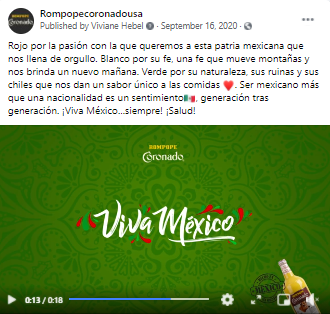 Rompopecoronadousa
Published by Viviane Hebel · September 16, 2020 ·
Rojo por la pasión con la que queremos a esta patria mexicana que
nos llena de orgullo. Blanco por su fe, una fe que mueve montañas y
nos brinda un nuevo mañana. Verde por su naturaleza, sus ruinas y sus
chiles que nos dan un sabor único a las comidas ❤️. Ser mexicano más
que una nacionalidad es un sentimiento🇲🇽, generación tras
generación. ¡Viva México...siempre! ¡Salud!
ROMPOPE
Coronado
Viva México
0:13 / 0:18